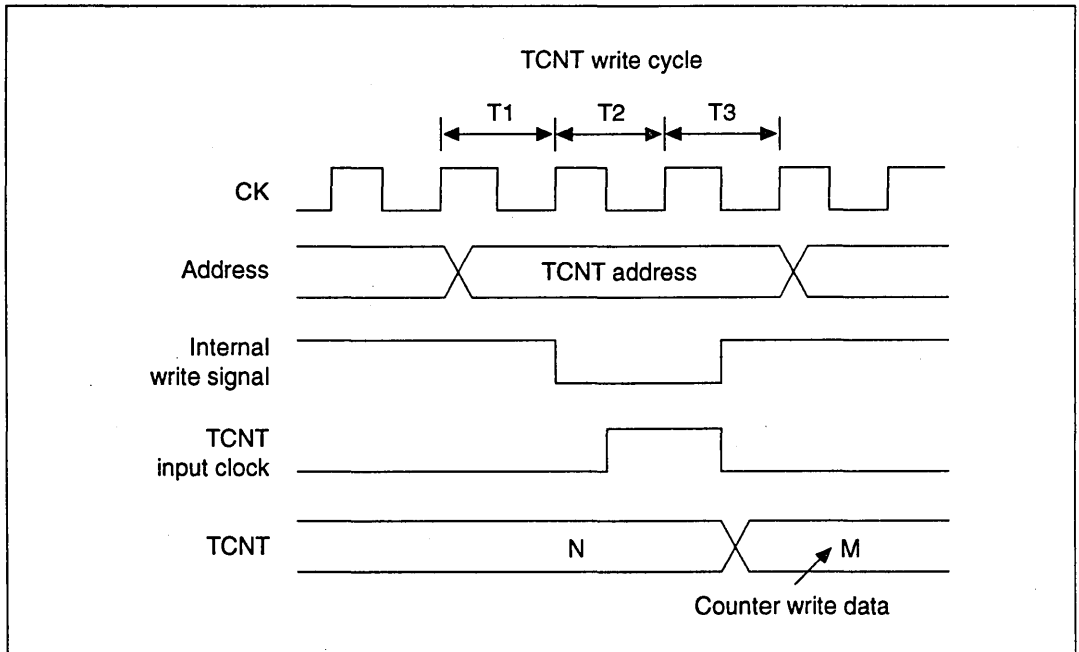 TCNT write cycle
T1 T2 T3
CK
Address
TCNT address
Internal
write signal
TCNT
input clock
TCNT
N
M
Counter write data